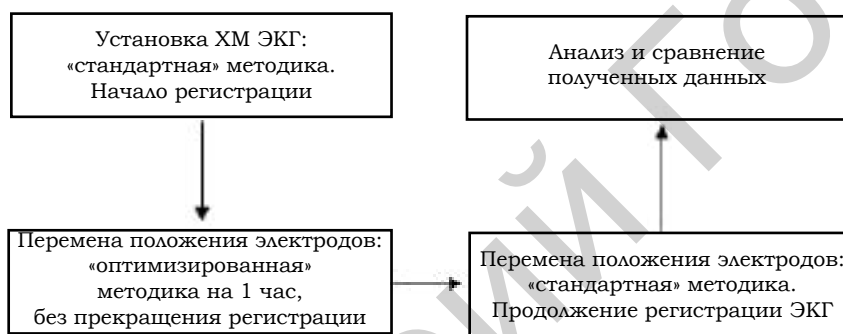 Установка ХМ ЭКГ:
«стандартная» методика.
Начало регистрации
Перемена положения электродов:
«оптимизированная»
методика на 1 час,
без прекращения регистрации
Перемена положения электродов:
«стандартная» методика.
Продолжение регистрации ЭКГ
Анализ и сравнение
полученных данных